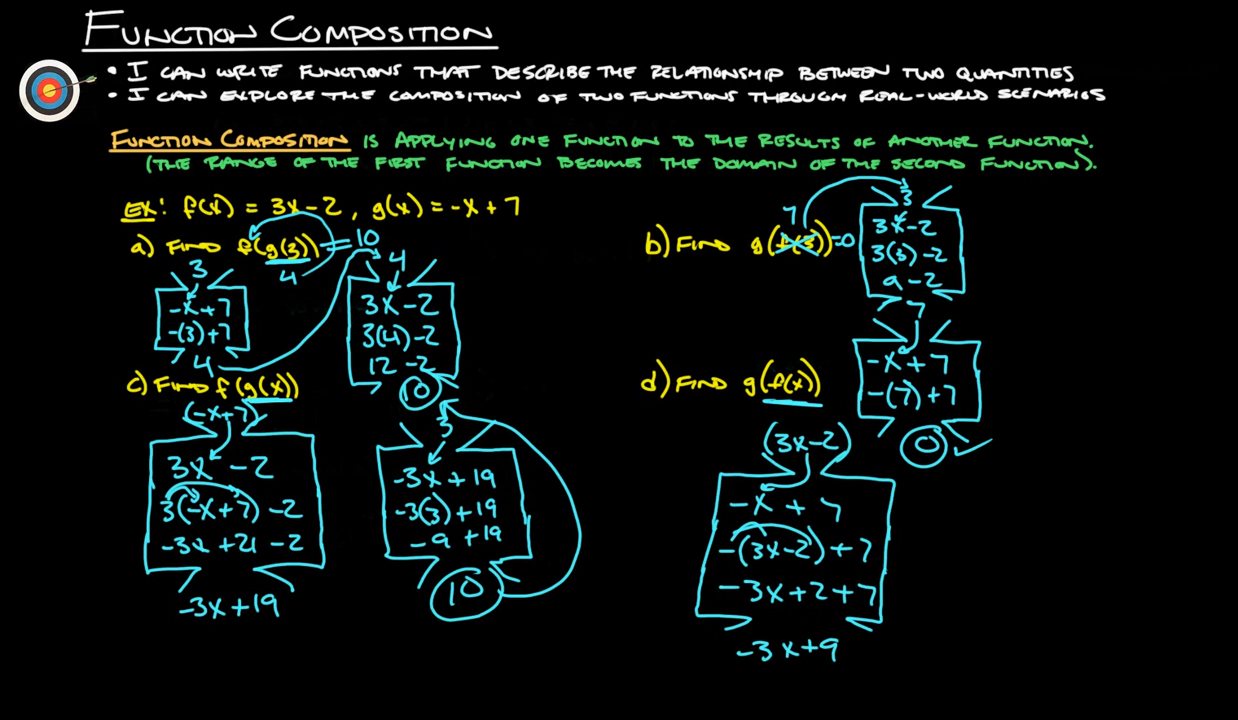 FUNCTION COMPOSITION
• I CAN WRITE FUNCTIONS THAT DESCRIBE THE RELATIONSHIP BETWEEN TWO QUANTITIES
• I CAN EXPLORE THE COMPOSITION OF TWO FUNCTIONS THROUGH REAL-WORLD SCENARIOS
FUNCTION COMPOSITION IS APPLYING ONE FUNCTION TO THE RESULTS OF ANOTHER FUNCTION.
(THE RANGE OF THE FIRST FUNCTION BECOMES THE DOMAIN OF THE SECOND FUNCTION).
EX: f(x) = 3x-2, g(x) = -x+7
a) FIND f(g(3)) = 10
4
3
-x+7
-(3)+7
4
4
3x-2
3(4)-2
12-2
10
b) FIND g(f(3))=0
7
3
3x-2
3(3)-2
9-2
7
-x+7
-(7)+7
0
c) FIND f(g(x))
(-x+7)
3x-2
3(-x+7)-2
-3x+21-2
-3x+19
3
-3x+19
-3(3)+19
-9+19
10
d) FIND g(f(x))
(3x-2)
-x+7
-(3x-2)+7
-3x+2+7
-3x+9